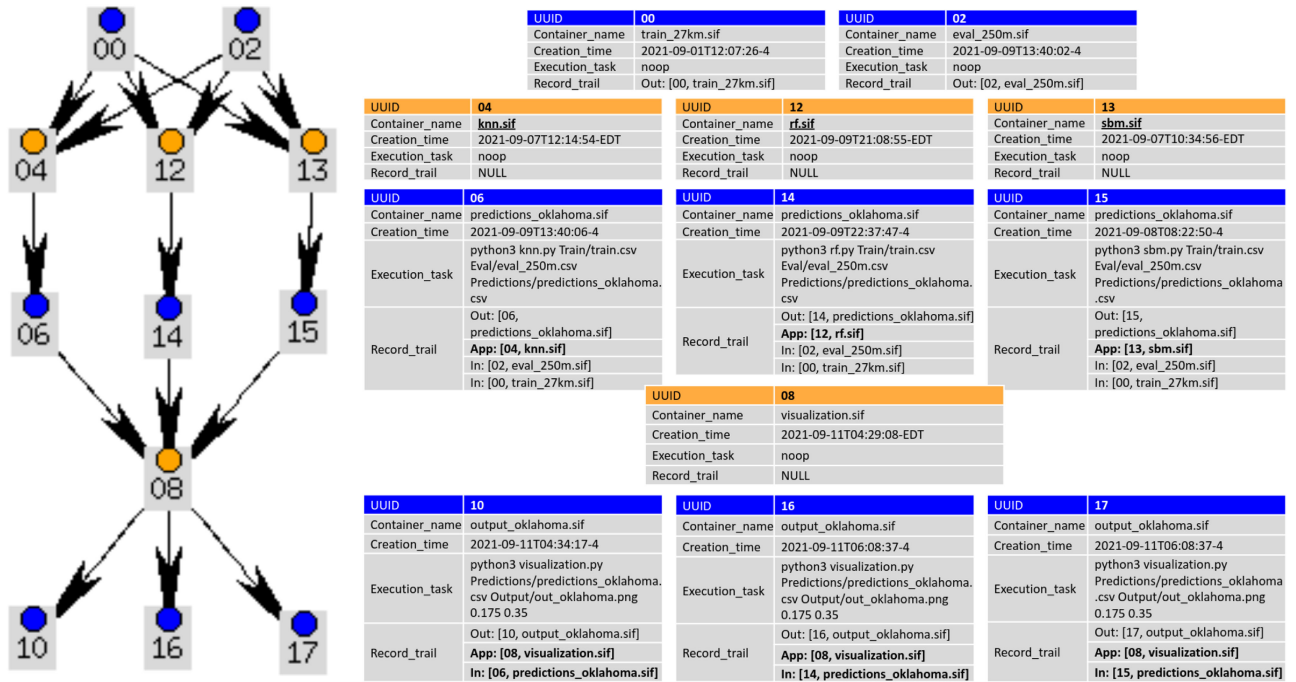 00
02
04
12
13
06
14
15
08
10
16
17
UUID 00
Container_name train_27km.sif
Creation_time 2021-09-01T12:07:26-4
Execution_task noop
Record_trail Out: [00, train_27km.sif]
UUID 02
Container_name eval_250m.sif
Creation_time 2021-09-09T13:40:02-4
Execution_task noop
Record_trail Out: [02, eval_250m.sif]
UUID 04
Container_name knn.sif
Creation_time 2021-09-07T12:14:54-EDT
Execution_task noop
Record_trail NULL
UUID 12
Container_name rf.sif
Creation_time 2021-09-09T21:08:55-EDT
Execution_task noop
Record_trail NULL
UUID 13
Container_name sbm.sif
Creation_time 2021-09-07T10:34:56-EDT
Execution_task noop
Record_trail NULL
UUID 06
Container_name predictions_oklahoma.sif
Creation_time 2021-09-09T13:40:06-4
Execution_task
python3 knn.py Train/train.csv
Eval/eval_250m.csv
Predictions/predictions_oklahoma.
csv
Record_trail
Out: [06,
predictions_oklahoma.sif]
App: [04, knn.sif]
In: [02, eval_250m.sif]
In: [00, train_27km.sif]
UUID 14
Container_name predictions_oklahoma.sif
Creation_time 2021-09-09T22:37:47-4
Execution_task
python3 rf.py Train/train.csv
Eval/eval_250m.csv
Predictions/predictions_oklahoma.
csv
Record_trail
Out: [14, predictions_oklahoma.sif]
App: [12, rf.sif]
In: [02, eval_250m.sif]
In: [00, train_27km.sif]
UUID 15
Container_name predictions_oklahoma.sif
Creation_time 2021-09-08T08:22:50-4
Execution_task
python3 sbm.py Train/train.csv
Eval/eval_250m.csv
Predictions/predictions_oklahoma
.csv
Record_trail
Out: [15,
predictions_oklahoma.sif]
App: [13, sbm.sif]
In: [02, eval_250m.sif]
In: [00, train_27km.sif]
UUID 08
Container_name visualization.sif
Creation_time 2021-09-11T04:29:08-EDT
Execution_task noop
Record_trail NULL
UUID 10
Container_name output_oklahoma.sif
Creation_time 2021-09-11T04:34:17-4
Execution_task
python3 visualization.py
Predictions/predictions_oklahoma.
csv Output/out_oklahoma.png
0.175 0.35
Record_trail
Out: [10, output_oklahoma.sif]
App: [08, visualization.sif]
In: [06, predictions_oklahoma.sif]
UUID 16
Container_name output_oklahoma.sif
Creation_time 2021-09-11T06:08:37-4
Execution_task
python3 visualization.py
Predictions/predictions_oklahoma.
csv Output/out_oklahoma.png
0.175 0.35
Record_trail
Out: [16, output_oklahoma.sif]
App: [08, visualization.sif]
In: [14, predictions_oklahoma.sif]
UUID 17
Container_name output_oklahoma.sif
Creation_time 2021-09-11T06:08:37-4
Execution_task
python3 visualization.py
Predictions/predictions_oklahoma
.csv Output/out_oklahoma.png
0.175 0.35
Record_trail
Out: [17, output_oklahoma.sif]
App: [08, visualization.sif]
In: [15, predictions_oklahoma.sif]